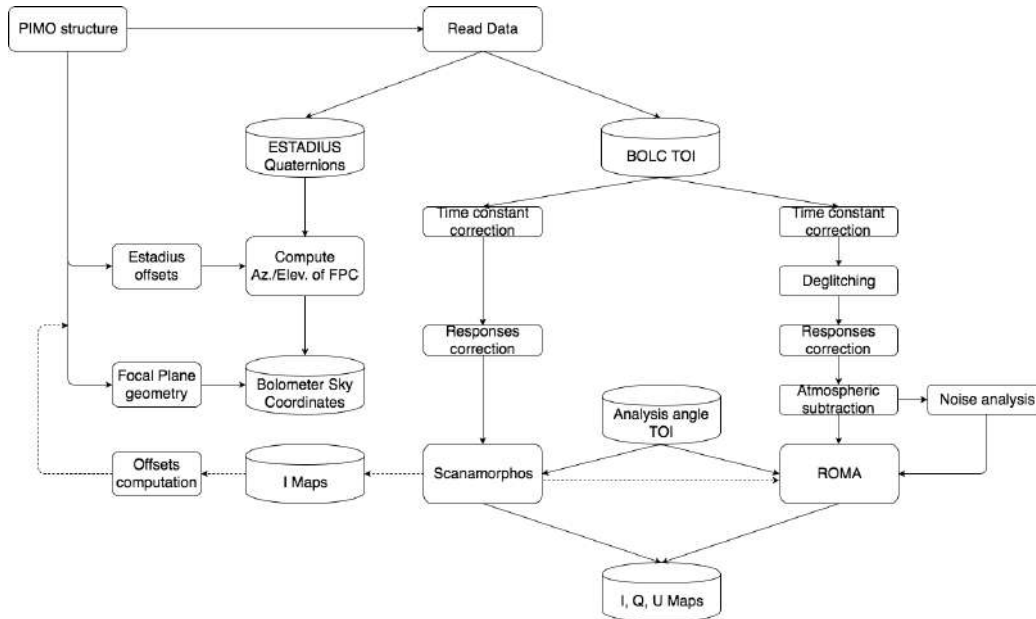 PIMO structure
Read Data
ESTADIUS
Quaternions
BOLC TOI
Time constant
correction
Time constant
correction
Estadius
offsets
Compute
Az./Elev. of FPC
Deglitching
Responses
correction
Responses
correction
Focal Plane
geometry
Bolometer Sky
Coordinates
Analysis angle
TOI
Atmospheric
subtraction
Noise analysis
Offsets
computation
I Maps
Scanamorphos
ROMA
I, Q, U Maps